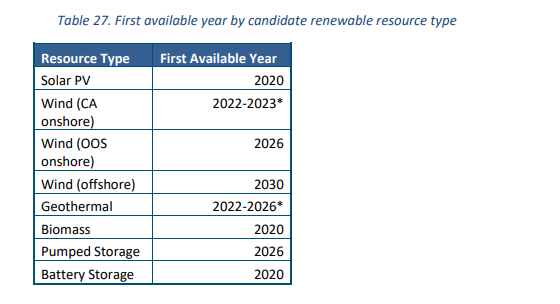 Table 27. First available year by candidate renewable resource type
Resource Type First Available Year
Solar PV 2020
Wind (CA 2022-2023*
onshore)
Wind (OOS 2026
onshore)
Wind (offshore) 2030
Geothermal 2022-2026*
Biomass 2020
Pumped Storage 2026
Battery Storage 2020